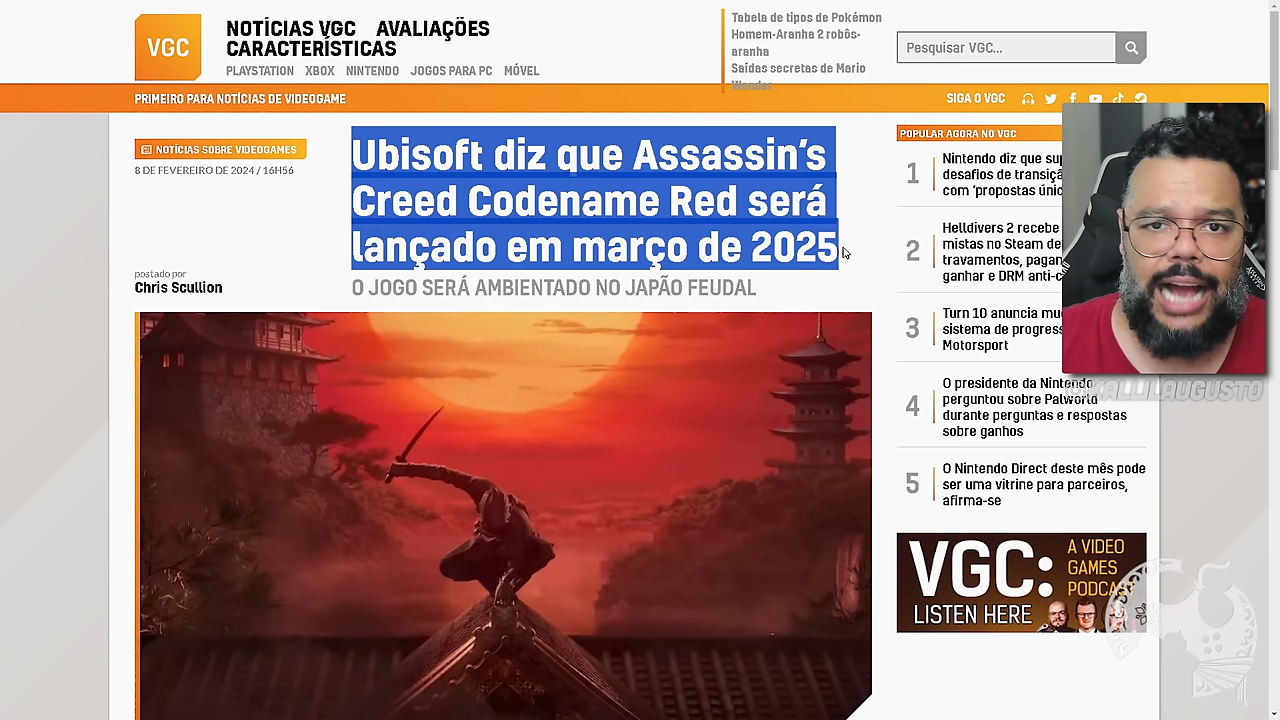 VGC
NOTÍCIAS VGC AVALIAÇÕES
CARACTERÍSTICAS
PLAYSTATION XBOX NINTENDO JOGOS PARA PC MÓVEL
Tabela de tipos de Pokémon
Homem-Aranha 2 robôs-
aranha
Saídas secretas de Mario
Wonder
Pesquisar VGC...
PRIMEIRO PARA NOTÍCIAS DE VIDEOGAME
SIGA O VGC
NOTÍCIAS SOBRE VIDEOGAMES
8 DE FEVEREIRO DE 2024 / 16H56
postado por
Chris Scullion
Ubisoft diz que Assassin's
Creed Codename Red será
lançado em março de 2025
O JOGO SERÁ AMBIENTADO NO JAPÃO FEUDAL
POPULAR AGORA NO VGC
1
Nintendo diz que
desafios de
com 'propostas
2
Helldivers 2 recebe
mistas no Steam de
travamentos,
ganhar e DRM
3
Turn 10 anuncia
sistema de
Motorsport
4
O presidente da Nintendo
perguntou sobre Palworld
durante perguntas e respostas
sobre ganhos
5
O Nintendo Direct deste mês pode
ser uma vitrine para parceiros,
afirma-se
VGC:
A VIDEO
GAMES
PODCAST
LISTEN HERE